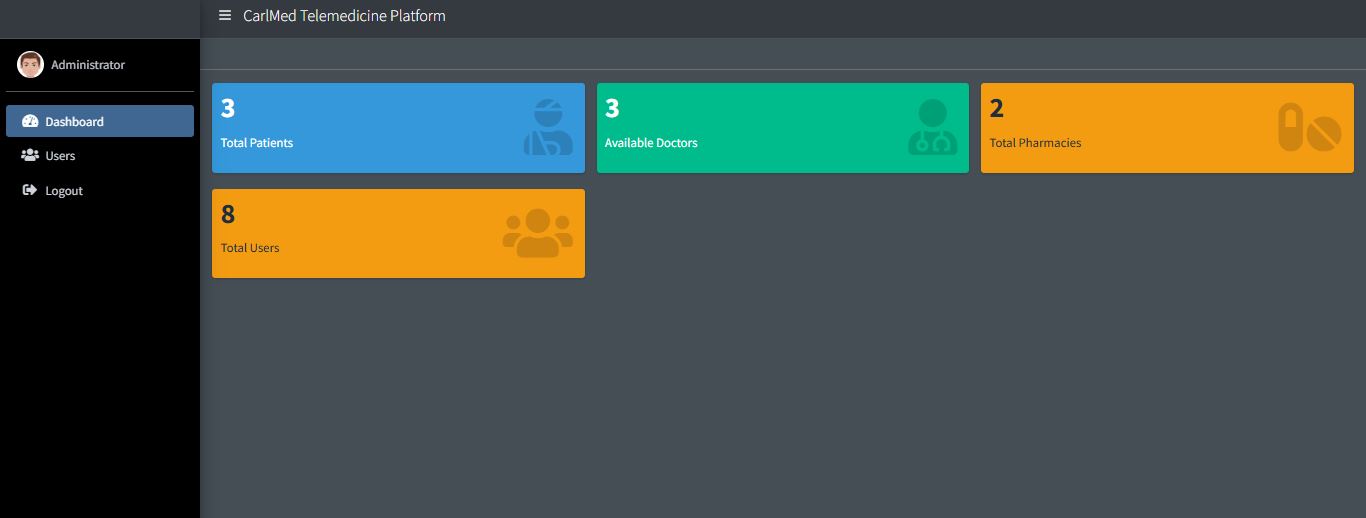 CarlMed Telemedicine Platform
Administrator
Dashboard
Users
Logout
3
Total Patients
3
Available Doctors
2
Total Pharmacies
8
Total Users